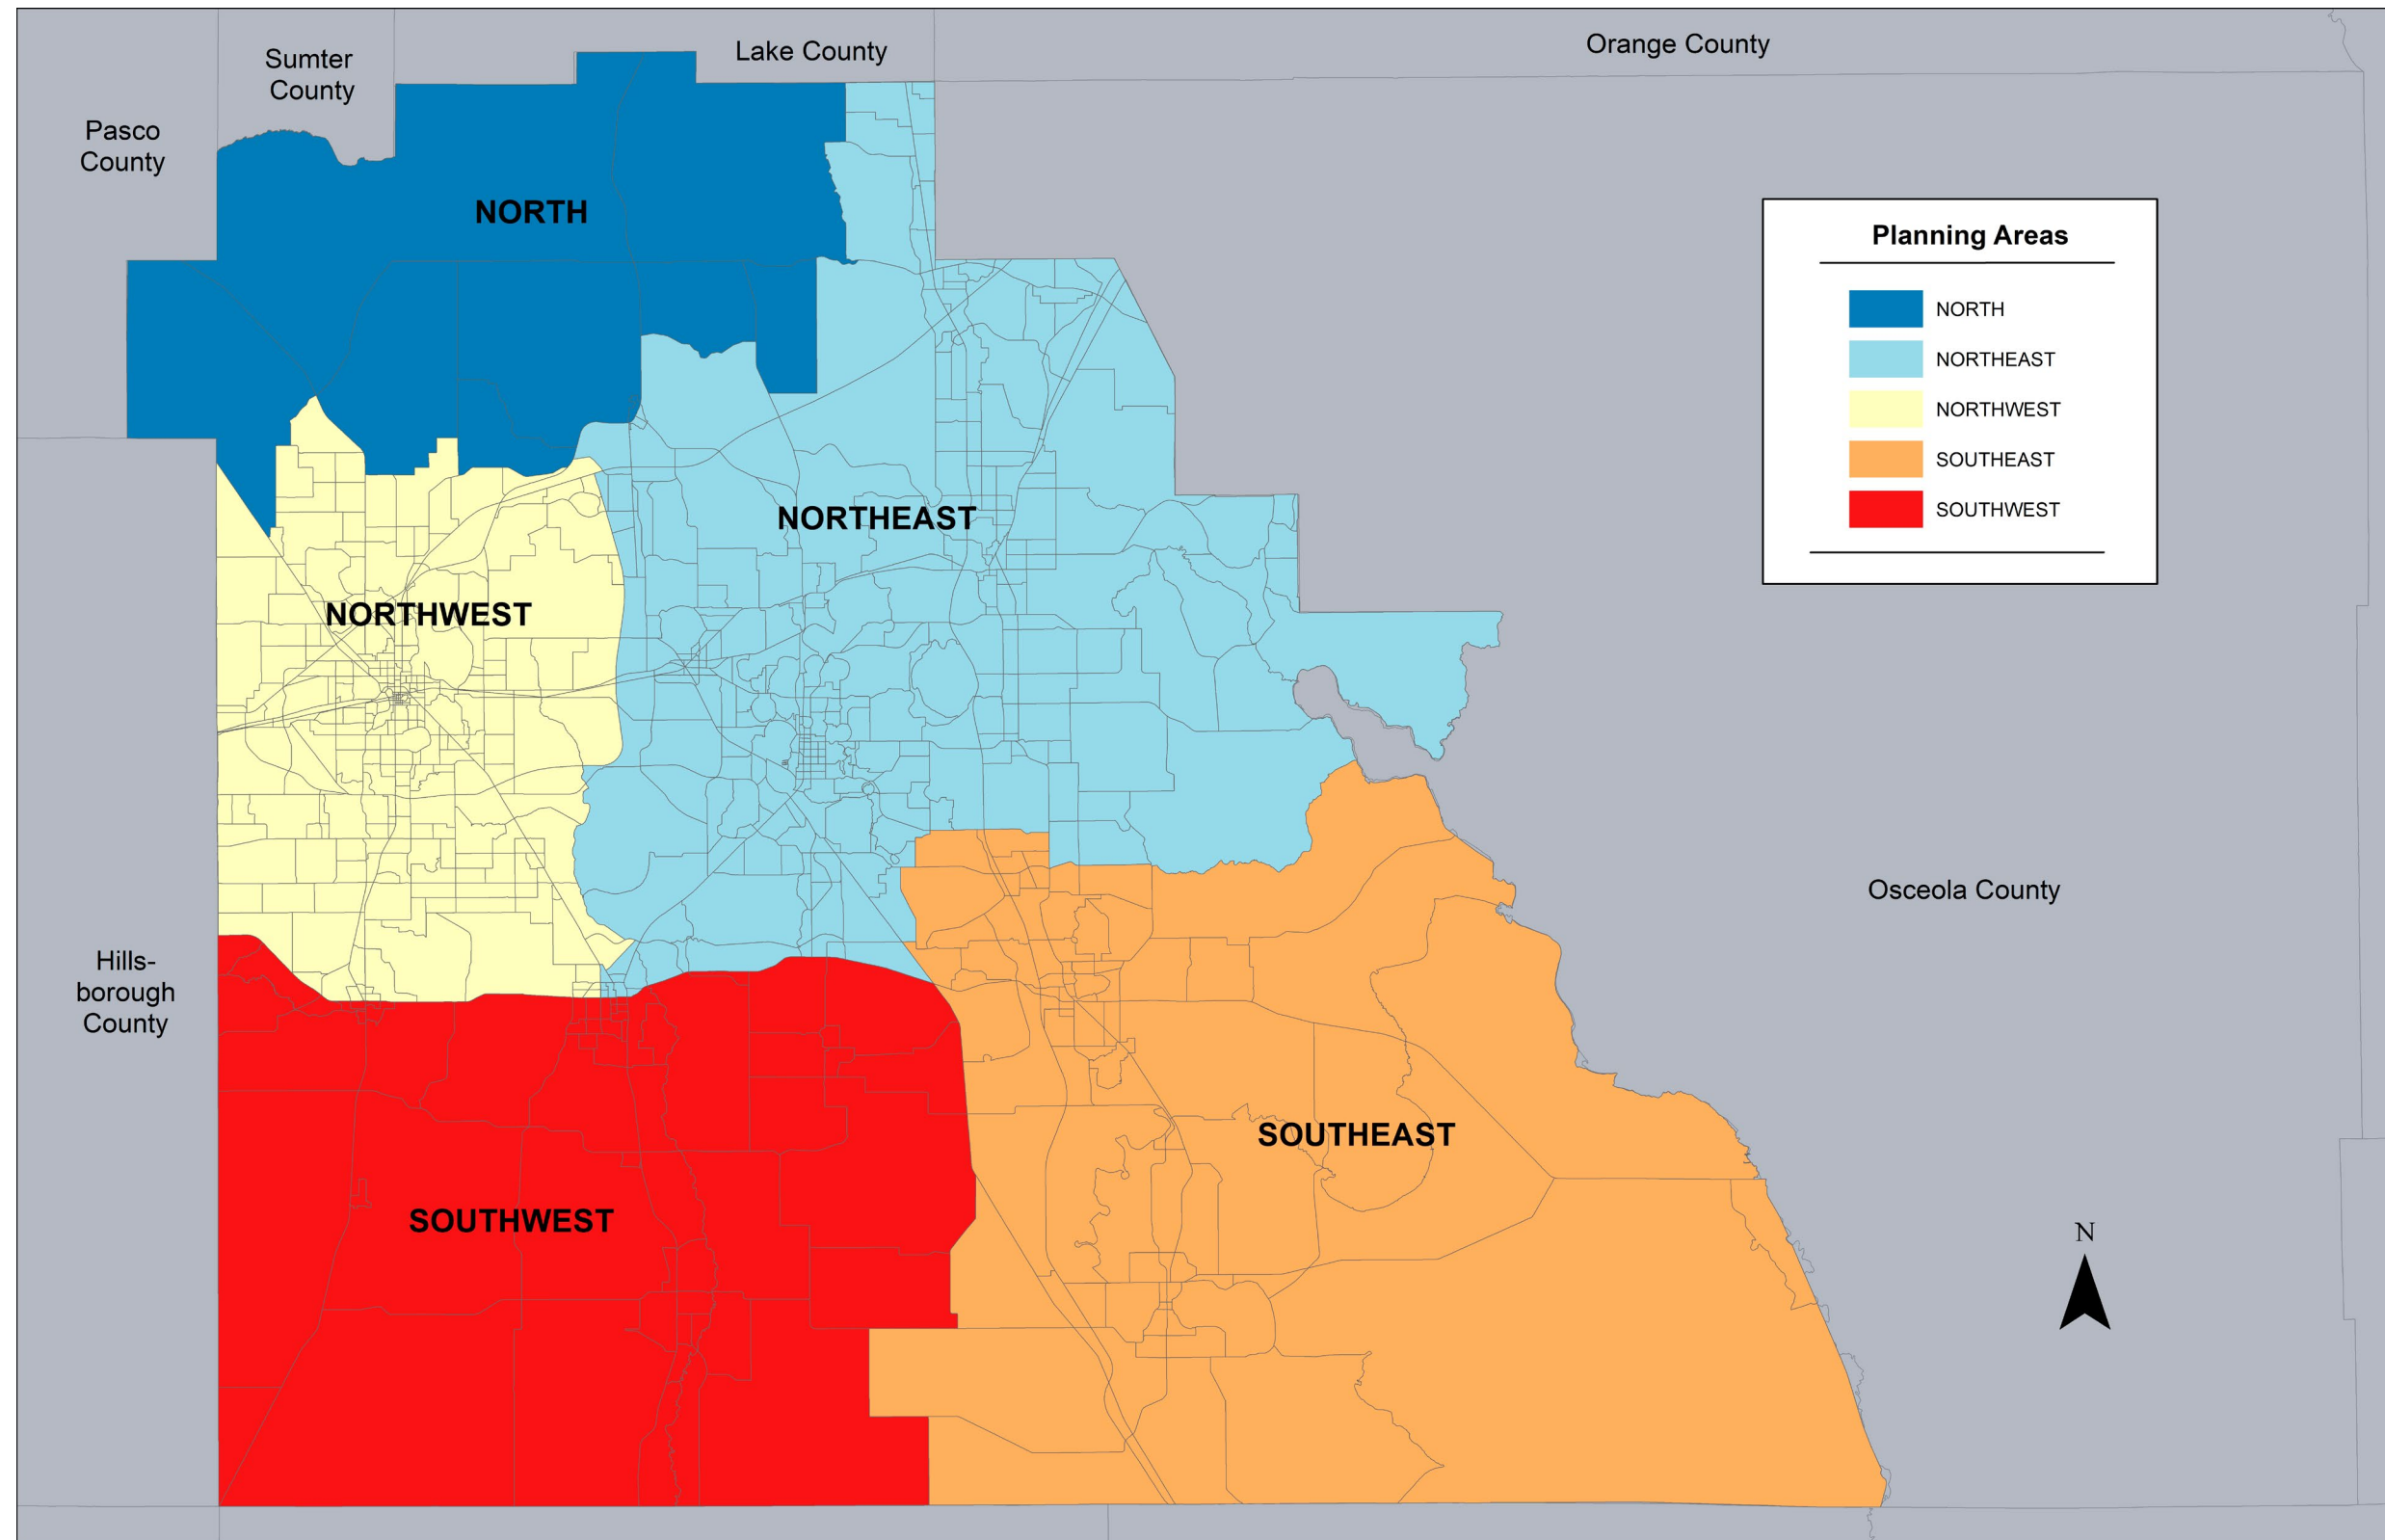 Sumter
County
Lake County
Orange County
Pasco
County
NORTH
Planning Areas
NORTH
NORTHEAST
NORTHWEST
SOUTHEAST
SOUTHWEST
NORTHEAST
NORTHWEST
Osceola County
Hills-
borough
County
SOUTHEAST
SOUTHWEST
N